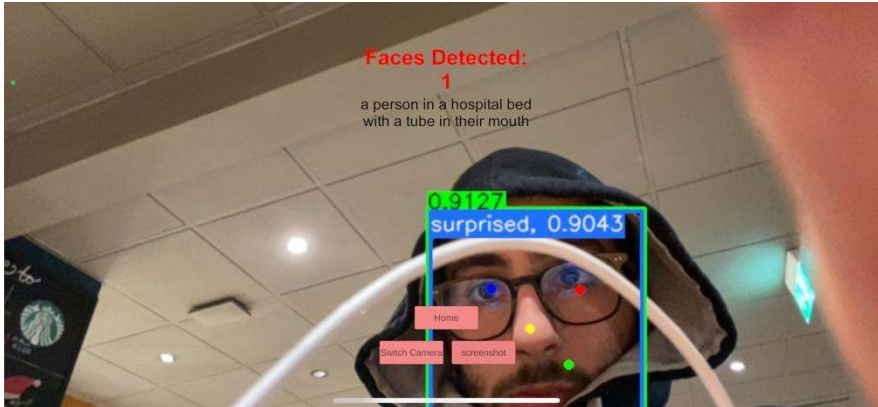 Faces Detected:
1
a person in a hospital bed
with a tube in their mouth
0.9127
surprised, 0.9043
Home
Switch Camera
screenshot